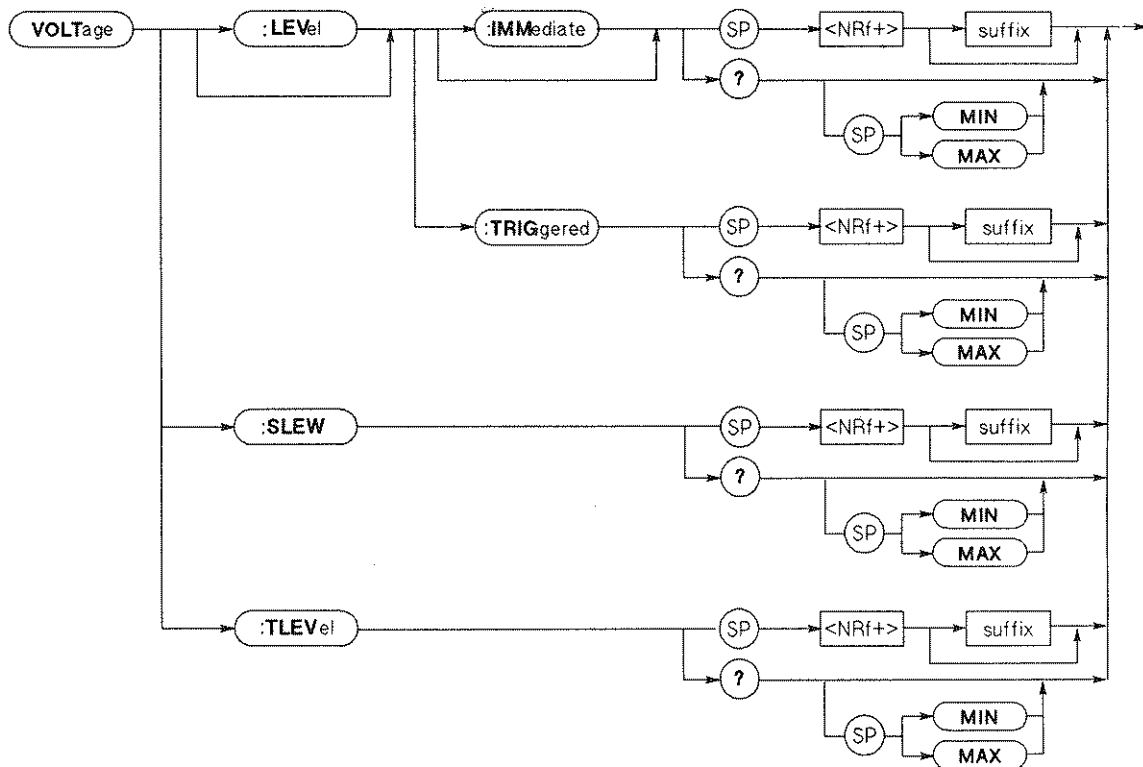 VOLTage :LEVel :IMMediate SP <NRf+> suffix
?
SP MIN
MAX
:TRIGgered SP <NRf+> suffix
?
SP MIN
MAX
:SLEW SP <NRf+> suffix
?
SP MIN
MAX
:TLEVel SP <NRf+> suffix
?
SP MIN
MAX